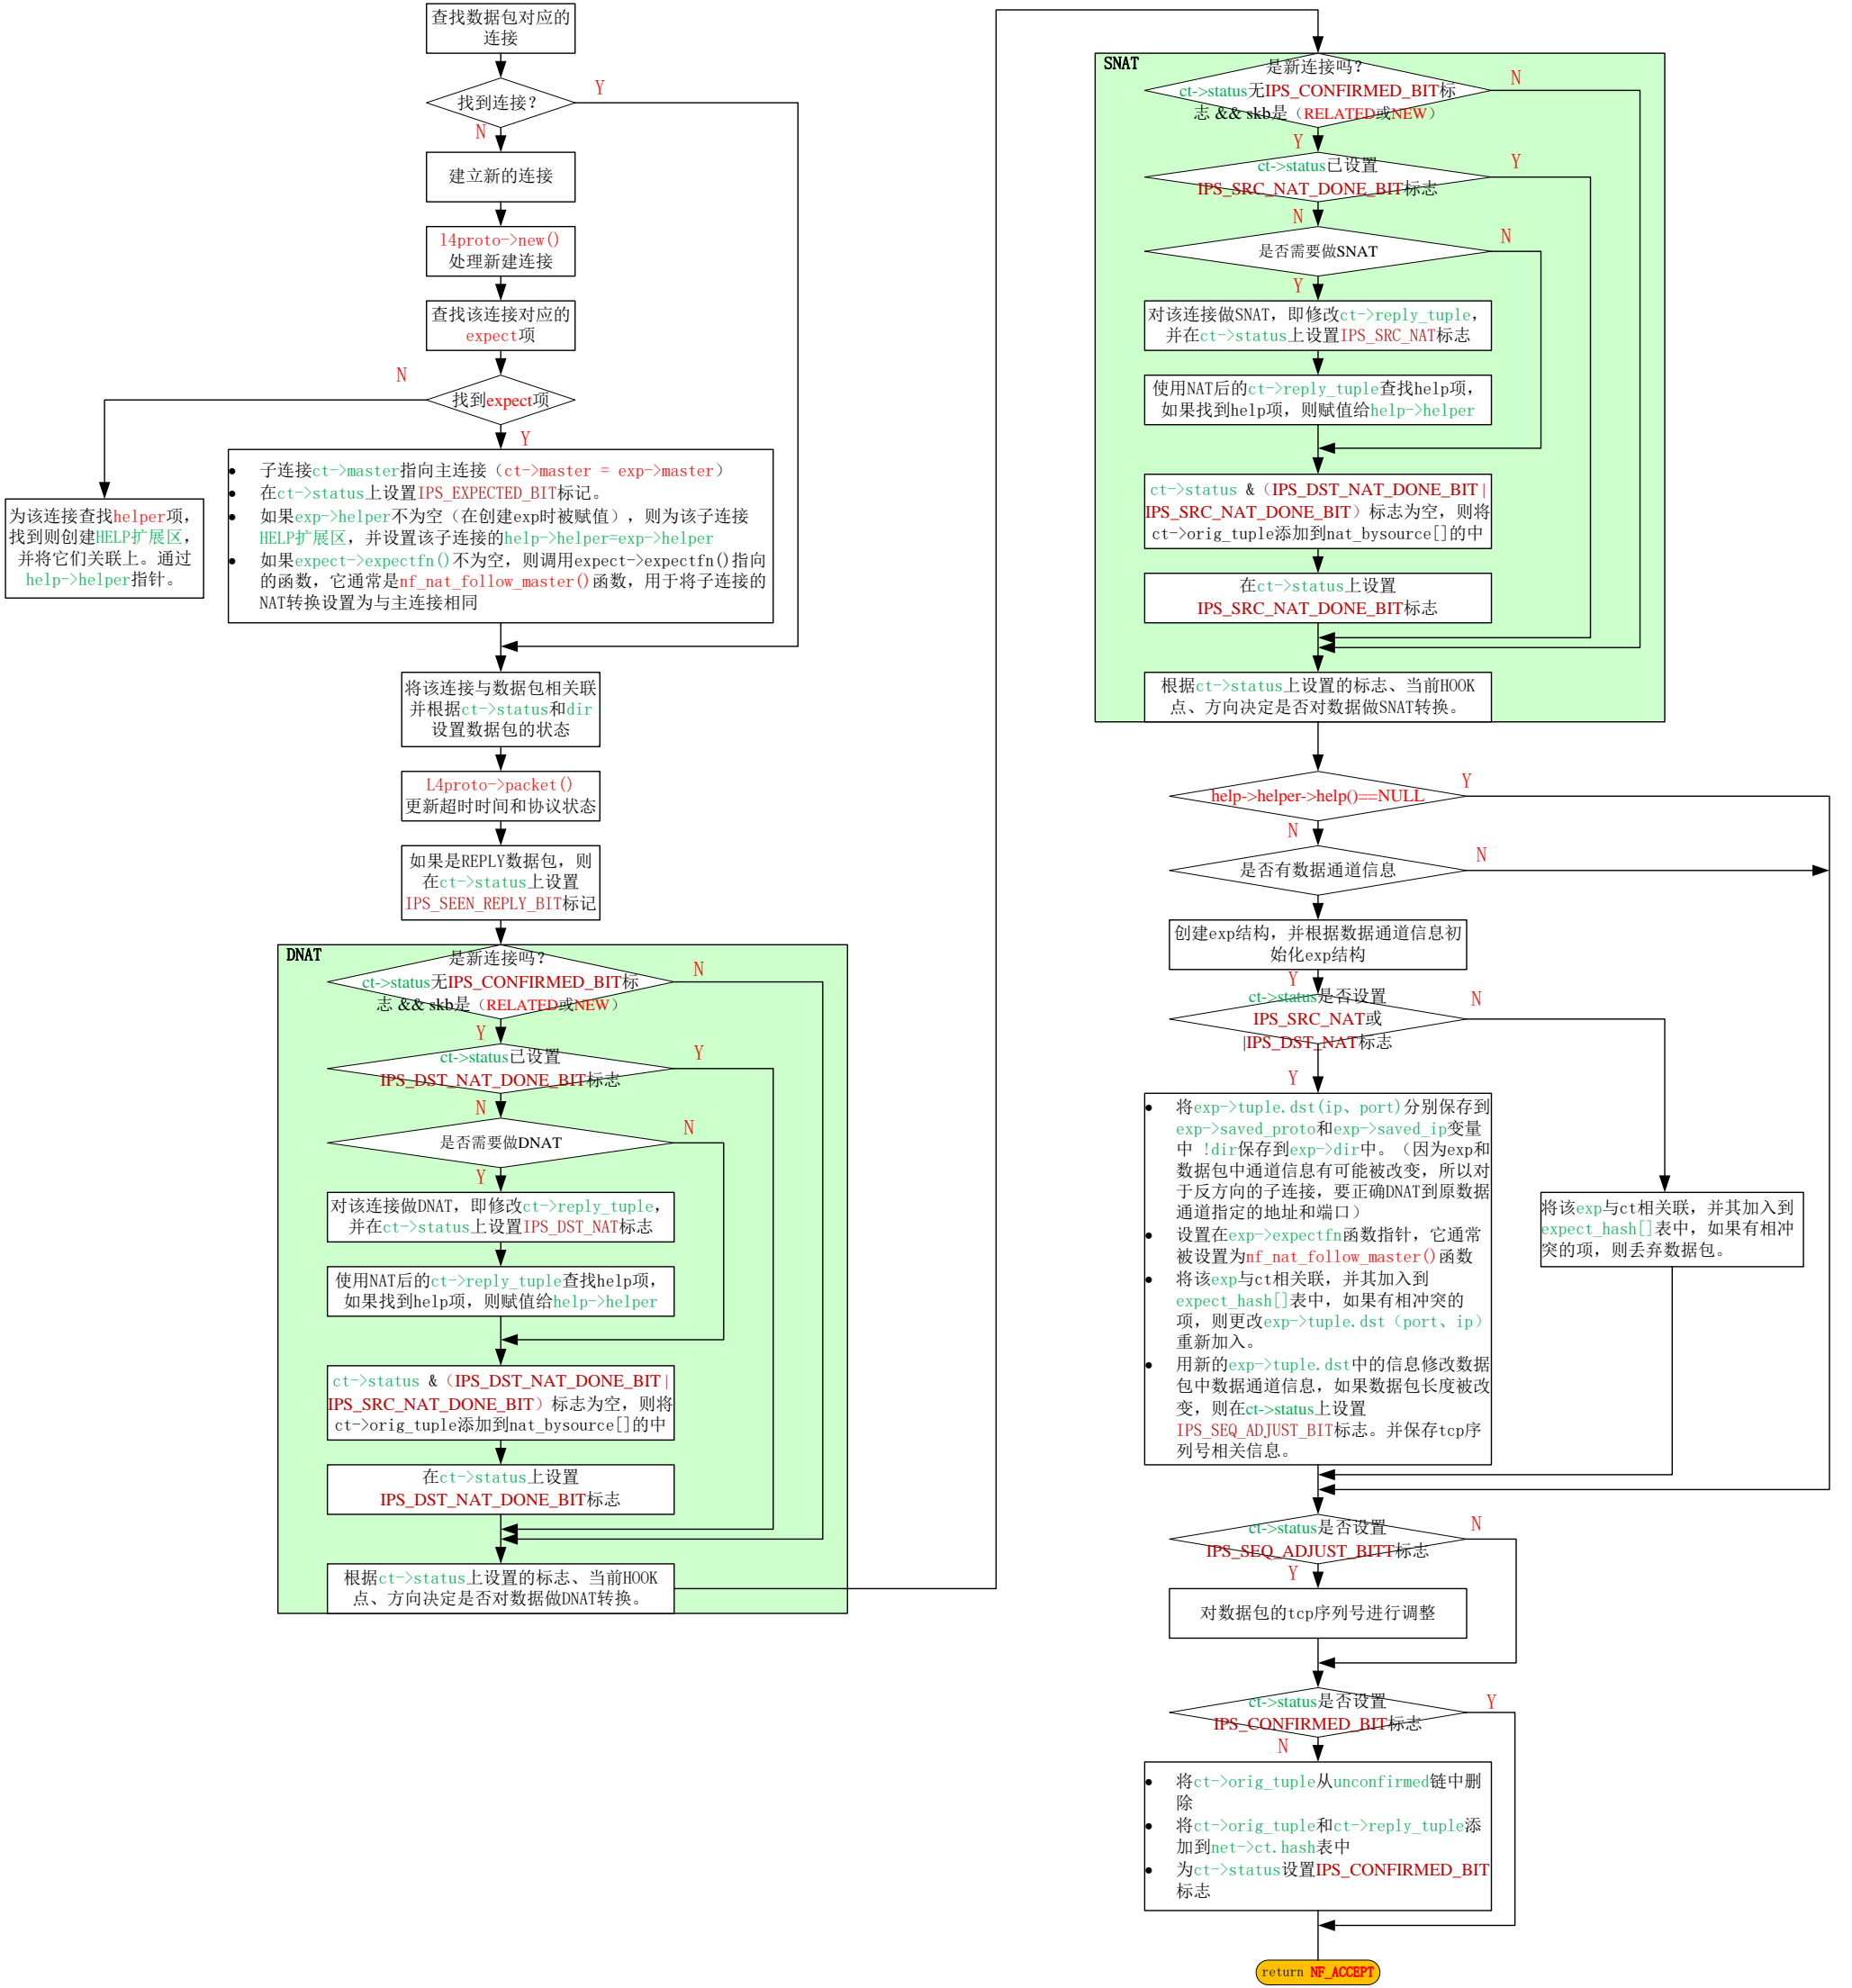 查找数据包对应的
连接
找到连接?
Y
N
建立新的连接
l4proto->new()
处理新建连接
查找该连接对应的
expect项
N
找到expect项
Y
为该连接查找helper项,
找到则创建HELP扩展区,
并将它们关联上。通过
help->helper指针。
● 子连接ct->master指向主连接（ct->master = exp->master）
● 在ct->status上设置IPS_EXPECTED_BIT标记。
● 如果exp->helper不为空（在创建exp时被赋值）, 则为该子连接
HELP扩展区, 并设置该子连接的help->helper=exp->helper
● 如果expect->expectfn()不为空, 则调用expect->expectfn()指向
的函数, 它通常是nf_nat_follow_master()函数, 用于将子连接的
NAT转换设置为与主连接相同
将该连接与数据包相关联
并根据ct->status和dir
设置数据包的状态
L4proto->packet()
更新超时时间和协议状态
如果是REPLY数据包, 则
在ct->status上设置
IPS_SEEN_REPLY_BIT标记
DNAT
是新连接吗?
ct->status无IPS_CONFIRMED_BIT标
志 && skb是（RELATED或NEW）
N
Y
ct->status已设置
IPS_DST_NAT_DONE_BIT标志
Y
N
是否需要做DNAT
N
Y
对该连接做DNAT, 即修改ct->reply_tuple,
并在ct->status上设置IPS_DST_NAT标志
使用NAT后的ct->reply_tuple查找help项,
如果找到help项, 则赋值给help->helper
ct->status &（IPS_DST_NAT_DONE_BIT|
IPS_SRC_NAT_DONE_BIT）标志为空, 则将
ct->orig_tuple添加到nat_bysource[]的中
在ct->status上设置
IPS_DST_NAT_DONE_BIT标志
根据ct->status上设置的标志、当前HOOK
点、方向决定是否对数据做DNAT转换。
SNAT
是新连接吗?
ct->status无IPS_CONFIRMED_BIT标
志 && skb是（RELATED或NEW）
N
Y
ct->status已设置
IPS_SRC_NAT_DONE_BIT标志
Y
N
是否需要做SNAT
N
Y
对该连接做SNAT, 即修改ct->reply_tuple,
并在ct->status上设置IPS_SRC_NAT标志
使用NAT后的ct->reply_tuple查找help项,
如果找到help项, 则赋值给help->helper
ct->status &（IPS_DST_NAT_DONE_BIT|
IPS_SRC_NAT_DONE_BIT）标志为空, 则将
ct->orig_tuple添加到nat_bysource[]的中
在ct->status上设置
IPS_SRC_NAT_DONE_BIT标志
根据ct->status上设置的标志、当前HOOK
点、方向决定是否对数据做SNAT转换。
help->helper->help()==NULL
Y
N
是否有数据通道信息
N
创建exp结构, 并根据数据通道信息初
始化exp结构
Y
ct->status是否设置
IPS_SRC_NAT或
|IPS_DST_NAT标志
N
Y
● 将exp->tuple.dst(ip、port)分别保存到
exp->saved_proto和exp->saved_ip变量
中 !dir保存到exp->dir中。（因为exp和
数据包中通道信息有可能被改变, 所以对
于反方向的子连接, 要正确DNAT到原数据
通道指定的地址和端口）
● 设置在exp->expectfn函数指针, 它通常
被设置为nf_nat_follow_master()函数
● 将该exp与ct相关联, 并其加入到
expect_hash[]表中, 如果有相冲突的
项, 则更改exp->tuple.dst（port、ip）
重新加入。
● 用新的exp->tuple.dst中的信息修改数据
包中数据通道信息, 如果数据包长度被改
变, 则在ct->status上设置
IPS_SEQ_ADJUST_BIT标志。并保存tcp序
列号相关信息。
将该exp与ct相关联, 并其加入到
expect_hash[]表中, 如果有相冲
突的项, 则丢弃数据包。
ct->status是否设置
IPS_SEQ_ADJUST_BITT标志
N
Y
对数据包的tcp序列号进行调整
ct->status是否设置
IPS_CONFIRMED_BIT标志
Y
N
● 将ct->orig_tuple从unconfirmed链中删
除
● 将ct->orig_tuple和ct->reply_tuple添
加到net->ct.hash表中
● 为ct->status设置IPS_CONFIRMED_BIT
标志
return NF_ACCEPT